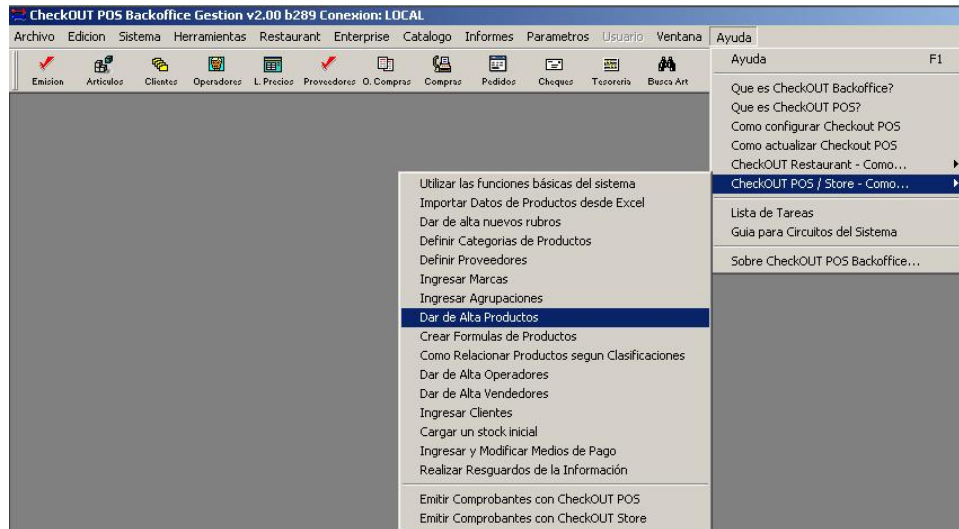 CheckOUT POS Backoffice Gestion v2.00 b289 Conexion: LOCAL
Archivo Edicion Sistema Herramientas Restaurant Enterprise Catalogo Informes Parametros Usuario Ventana Ayuda
Emision Articulos Clientes Operadores L. Precios Proveedores O. Compras Compras Pedidos Cheques Tesoreria Busca Art
Ayuda F1
Que es CheckOUT Backoffice?
Que es CheckOUT POS?
Como configurar Checkout POS
Como actualizar Checkout POS
CheckOUT Restaurant - Como...
CheckOUT POS / Store - Como...
Lista de Tareas
Guia para Circuitos del Sistema
Sobre CheckOUT POS Backoffice...
Utilizar las funciones básicas del sistema
Importar Datos de Productos desde Excel
Dar de alta nuevos rubros
Definir Categorias de Productos
Definir Proveedores
Ingresar Marcas
Ingresar Agrupaciones
Dar de Alta Productos
Crear Formulas de Productos
Como Relacionar Productos segun Clasificaciones
Dar de Alta Operadores
Dar de Alta Vendedores
Ingresar Clientes
Cargar un stock inicial
Ingresar y Modificar Medios de Pago
Realizar Resguardos de la Información
Emitir Comprobantes con CheckOUT POS
Emitir Comprobantes con CheckOUT Store